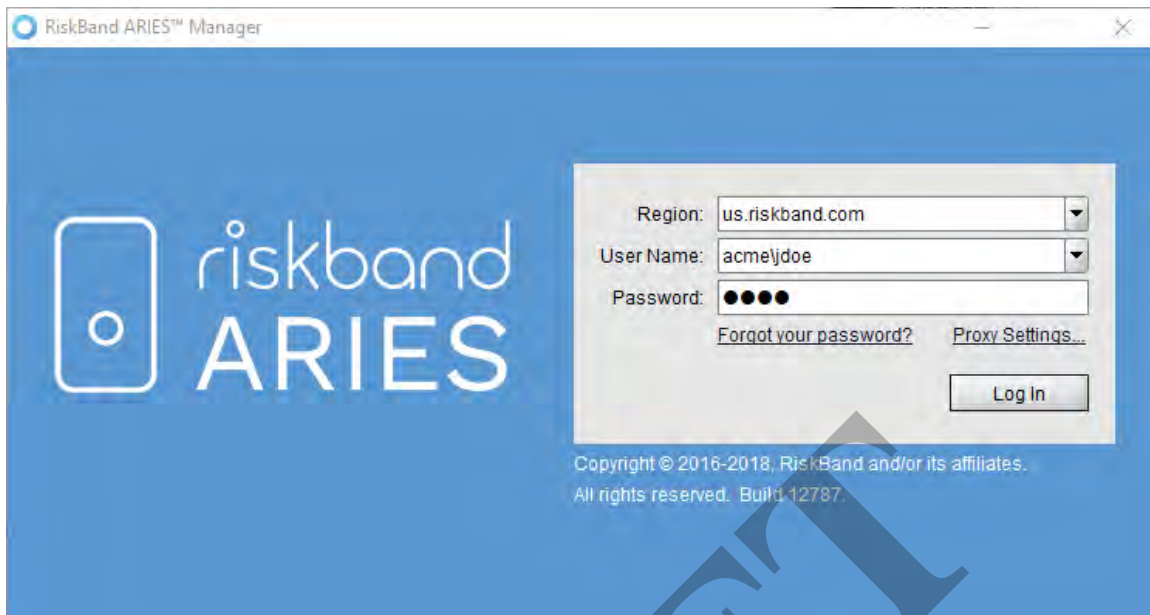 RiskBand ARIES™ Manager
riskband
ARIES
Region: us.riskband.com
User Name: acme\jdoe
Password: ●●●●
Forgot your password? Proxy Settings...
Log In
Copyright © 2016-2018, RiskBand and/or its affiliates.
All rights reserved. Build 12787.